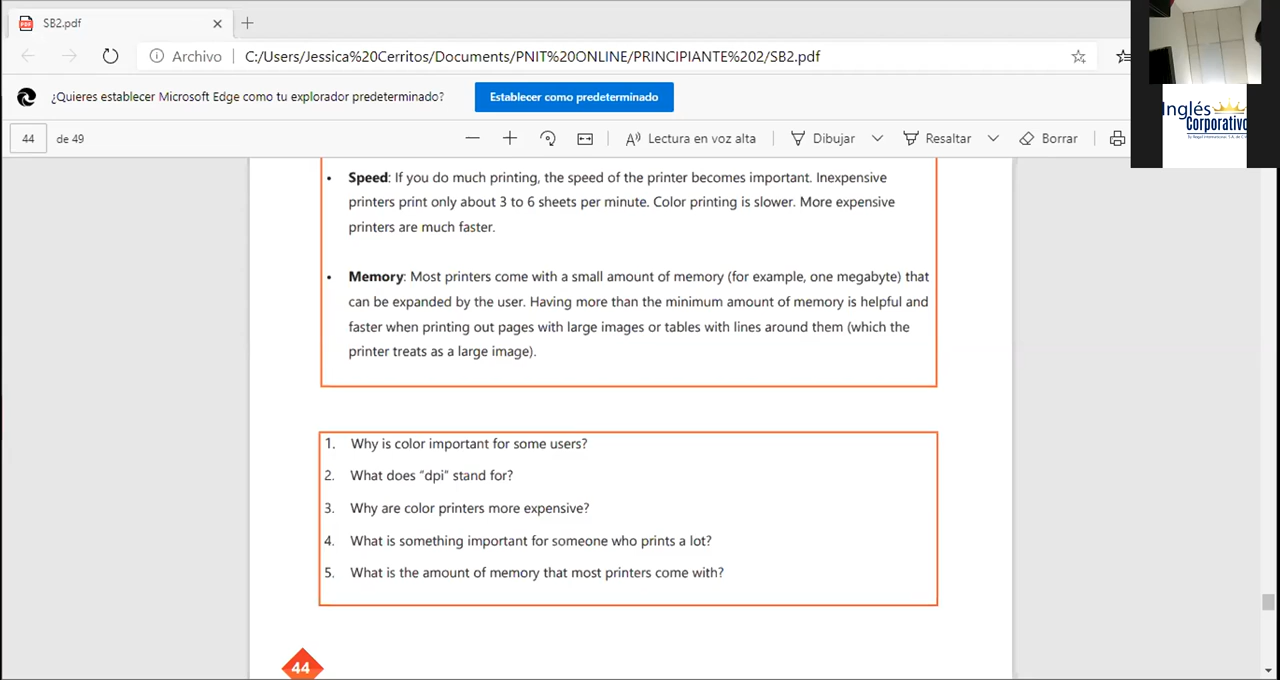 SB2.pdf
Archivo C:/Users/Jessica%20Cerritos/Documents/PNIT%20ONLINE/PRINCIPIANTE%202/SB2.pdf
¿Quieres establecer Microsoft Edge como tu explorador predeterminado? Establecer como predeterminado
44 de 49 Lectura en voz alta Dibujar Resaltar Borrar
Inglés
Corporativo
• Speed: If you do much printing, the speed of the printer becomes important. Inexpensive
printers print only about 3 to 6 sheets per minute. Color printing is slower. More expensive
printers are much faster.
• Memory: Most printers come with a small amount of memory (for example, one megabyte) that
can be expanded by the user. Having more than the minimum amount of memory is helpful and
faster when printing out pages with large images or tables with lines around them (which the
printer treats as a large image).
1. Why is color important for some users?
2. What does “dpi” stand for?
3. Why are color printers more expensive?
4. What is something important for someone who prints a lot?
5. What is the amount of memory that most printers come with?
44